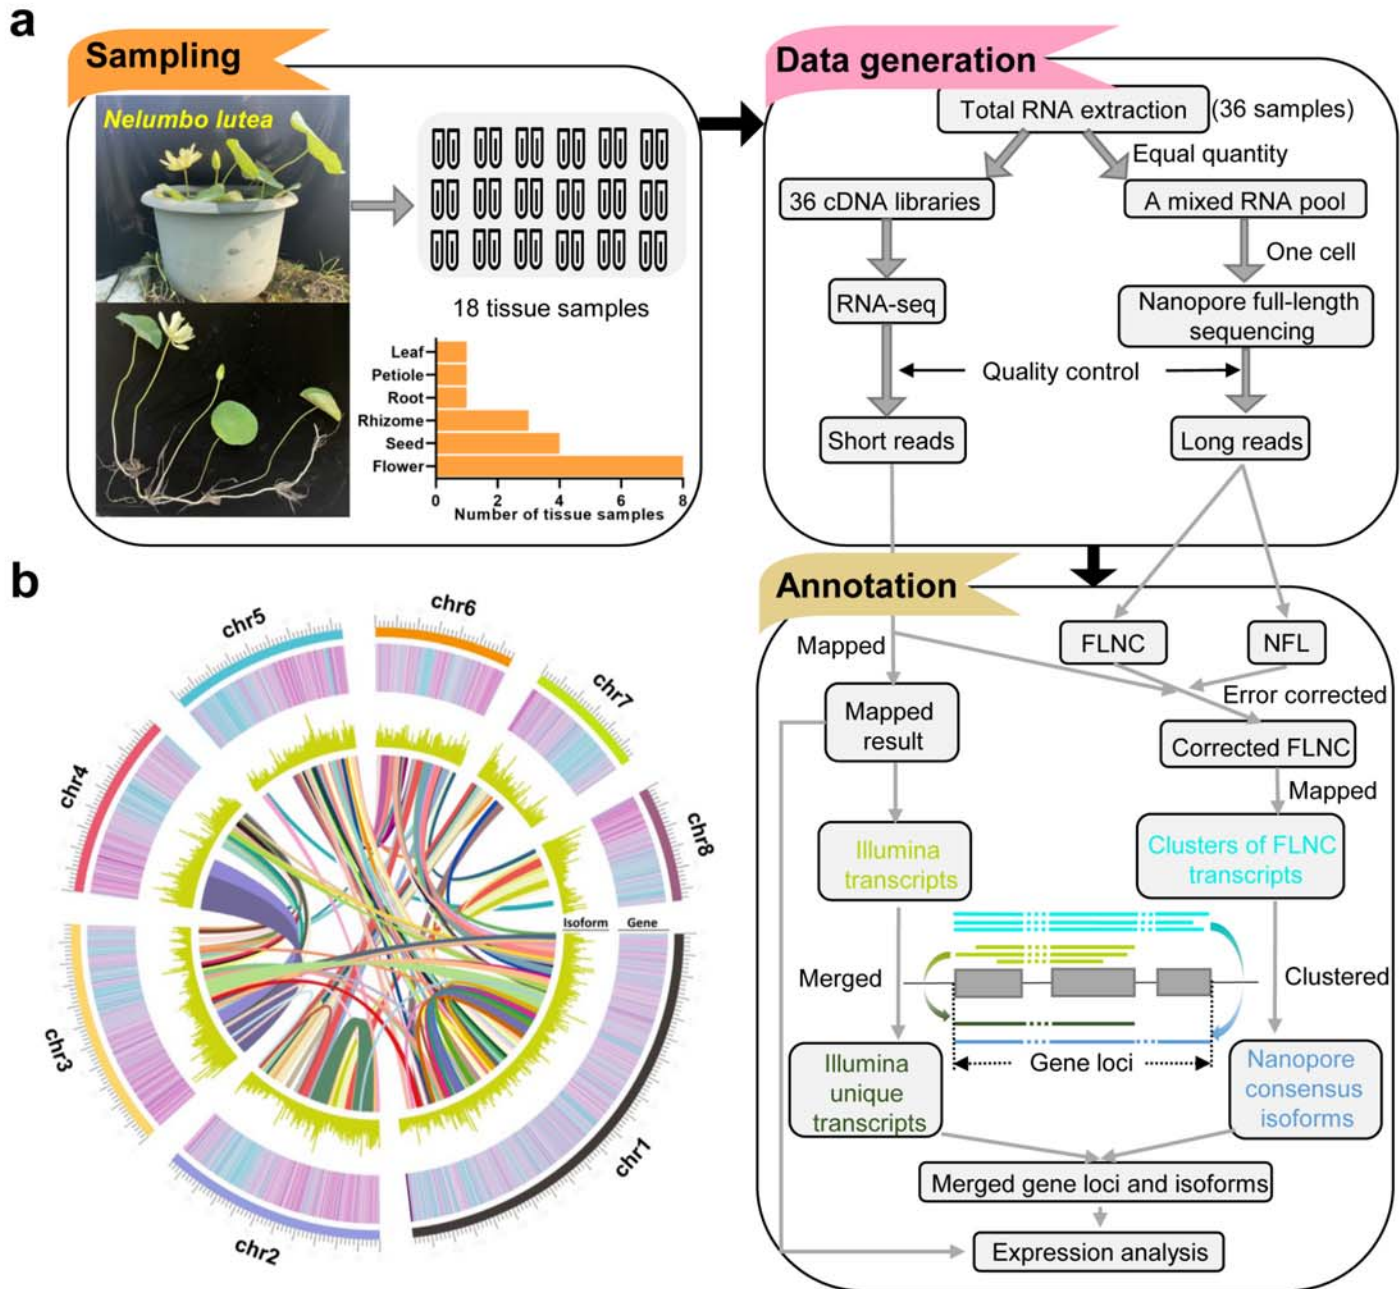 a
Sampling
Nelumbo lutea
18 tissue samples
Leaf
Petiole
Root
Rhizome
Seed
Flower
0 2 4 6 8
Number of tissue samples
Data generation
Total RNA extraction (36 samples)
Equal quantity
36 cDNA libraries
A mixed RNA pool
One cell
RNA-seq
Nanopore full-length
sequencing
Quality control
Short reads
Long reads
Annotation
Mapped
FLNC
NFL
Error corrected
Mapped
result
Corrected FLNC
Mapped
Illumina
transcripts
Clusters of FLNC
transcripts
Merged
Clustered
Gene loci
Illumina
unique
transcripts
Nanopore
consensus
isoforms
Merged gene loci and isoforms
Expression analysis
b
chr6
chr5
chr7
chr4
chr8
Isoform Gene
chr3
chr1
chr2